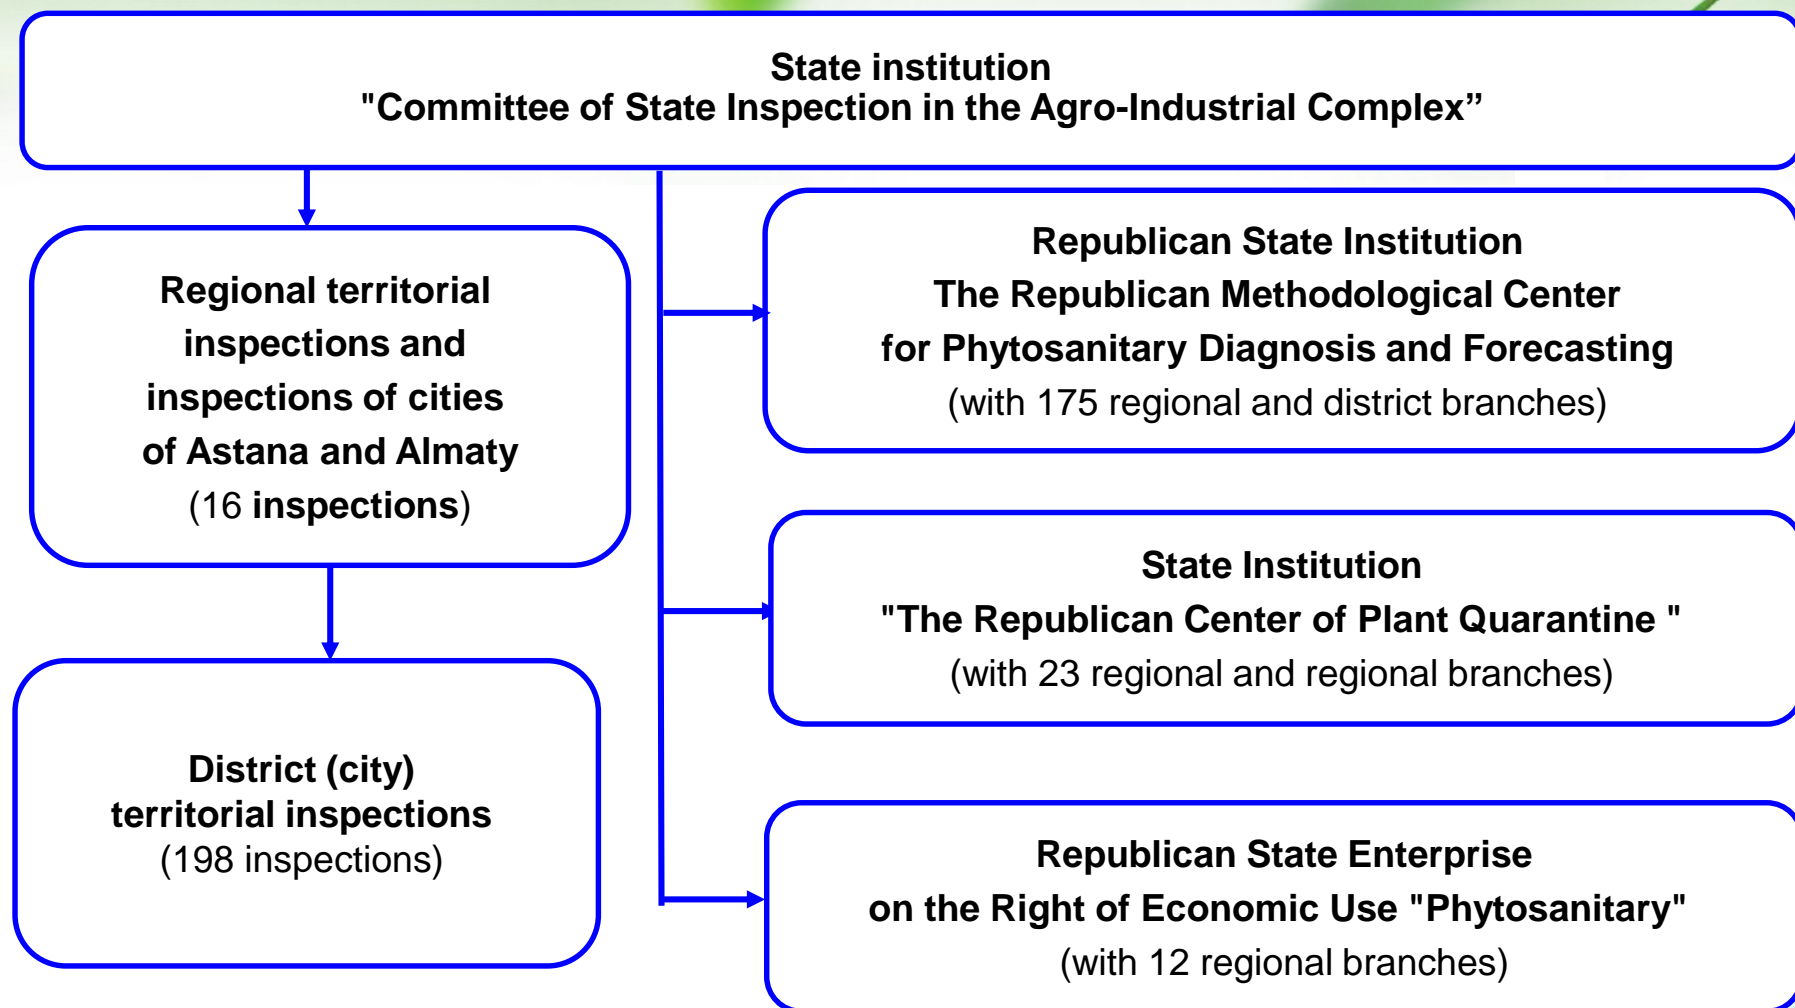 State institution
"Committee of State Inspection in the Agro-Industrial Complex”
Regional territorial
inspections and
inspections of cities
of Astana and Almaty
(16 inspections)
District (city)
territorial inspections
(198 inspections)
Republican State Institution
The Republican Methodological Center
for Phytosanitary Diagnosis and Forecasting
(with 175 regional and district branches)
State Institution
"The Republican Center of Plant Quarantine "
(with 23 regional and regional branches)
Republican State Enterprise
on the Right of Economic Use "Phytosanitary"
(with 12 regional branches)